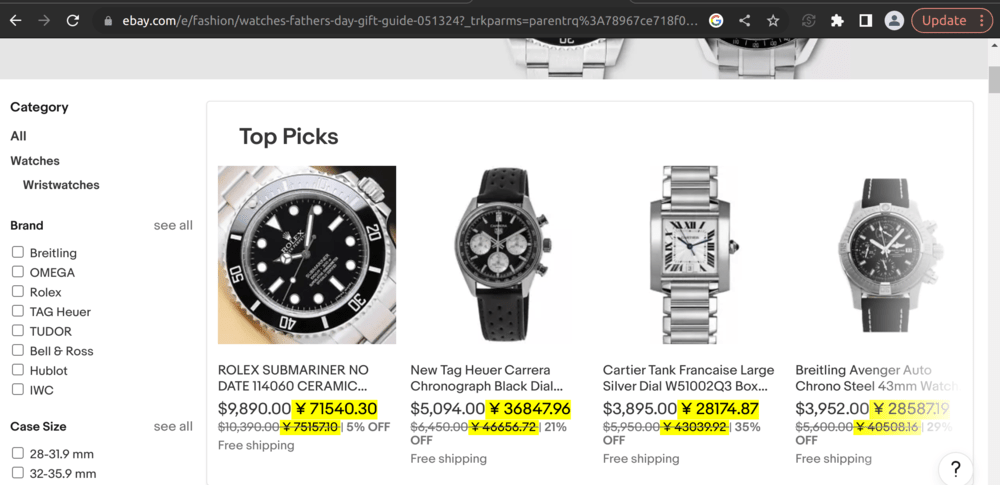 ebay.com/e/fashion/watches-fathers-day-gift-guide-051324?_trkparms=parentrq%3A78967ce718f0...
Update
Category
All
Watches
Wristwatches
Brand
see all
Breitling
OMEGA
Rolex
TAG Heuer
TUDOR
Bell & Ross
Hublot
IWC
Case Size
see all
28-31.9 mm
32-35.9 mm
Top Picks
ROLEX
SUBMARINER
20
40
50
ROLEX SUBMARINER NO
DATE 114060 CERAMIC...
$9,890.00 ¥ 71540.30
$10,390.00 ¥ 75157.10 | 5% OFF
Free shipping
New Tag Heuer Carrera
Chronograph Black Dial...
$5,094.00 ¥ 36847.96
$6,450.00 ¥ 46656.72 | 21%
OFF
Free shipping
Cartier Tank Francaise Large
Silver Dial W51002Q3 Box...
$3,895.00 ¥ 28174.87
$5,950.00 ¥ 43039.92 | 35%
OFF
Free shipping
Breitling Avenger Auto
Chrono Steel 43mm Watch
$3,952.00 ¥ 28587.19
$5,600.00 ¥ 40508.16 | 29%
OFF
Free shipping
?